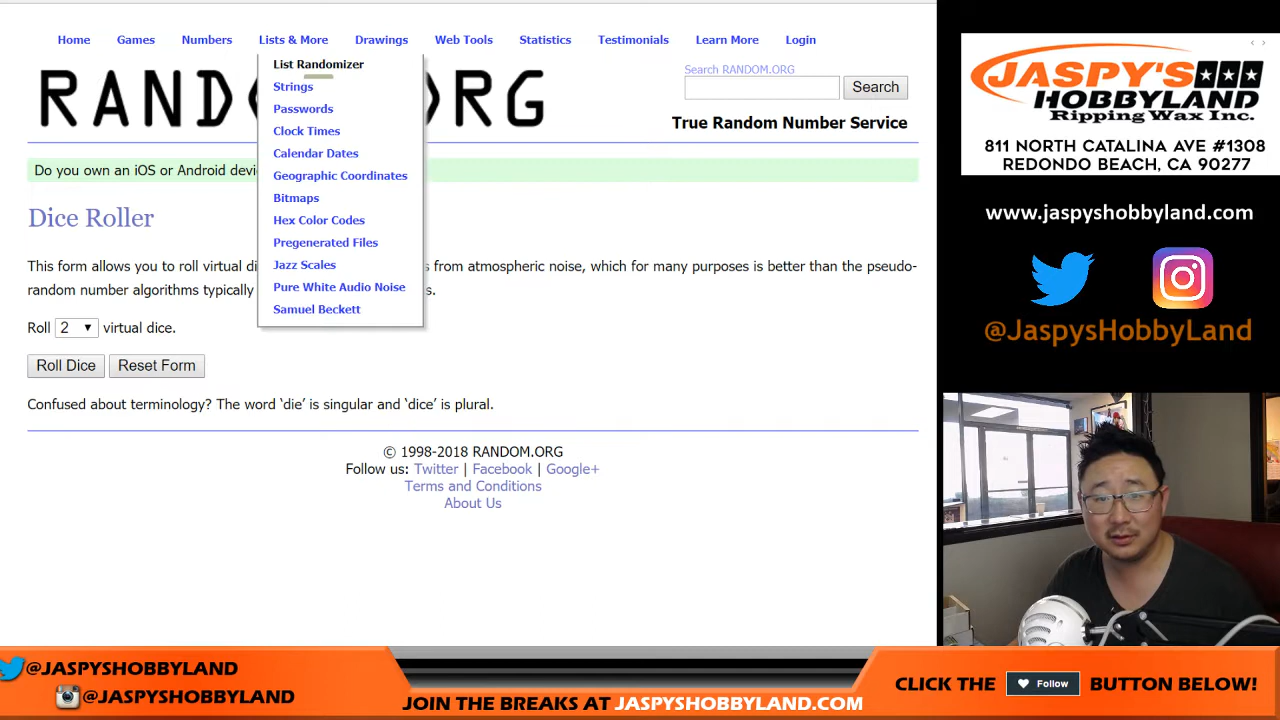 Home Games Numbers Lists & More Drawings Web Tools Statistics Testimonials Learn More Login
List Randomizer
Strings
Passwords
Clock Times
Calendar Dates
Geographic Coordinates
Bitmaps
Hex Color Codes
Pregenerated Files
Jazz Scales
Pure White Audio Noise
Samuel Beckett
Search RANDOM.ORG
Search
True Random Number Service
Do you own an iOS or Android
Dice Roller
This form allows you to roll virtual from atmospheric noise, which for many purposes is better than the pseudo-
random number algorithms typically
Roll 2 virtual dice.
Roll Dice Reset Form
Confused about terminology? The word ‘die’ is singular and ‘dice’ is plural.
© 1998-2018 RANDOM.ORG
Follow us: Twitter | Facebook | Google+
Terms and Conditions
About Us
JASPY'S
HOBBYLAND
Ripping Wax Inc.
811 NORTH CATALINA AVE #1308
REDONDO BEACH, CA 90277
www.jaspyshobbyland.com
@JaspysHobbyLand
@JASPYSHOBBYLAND
@JASPYSHOBBYLAND
JOIN THE BREAKS AT JASPYSHOBBYLAND.COM
CLICK THE Follow BUTTON BELOW!